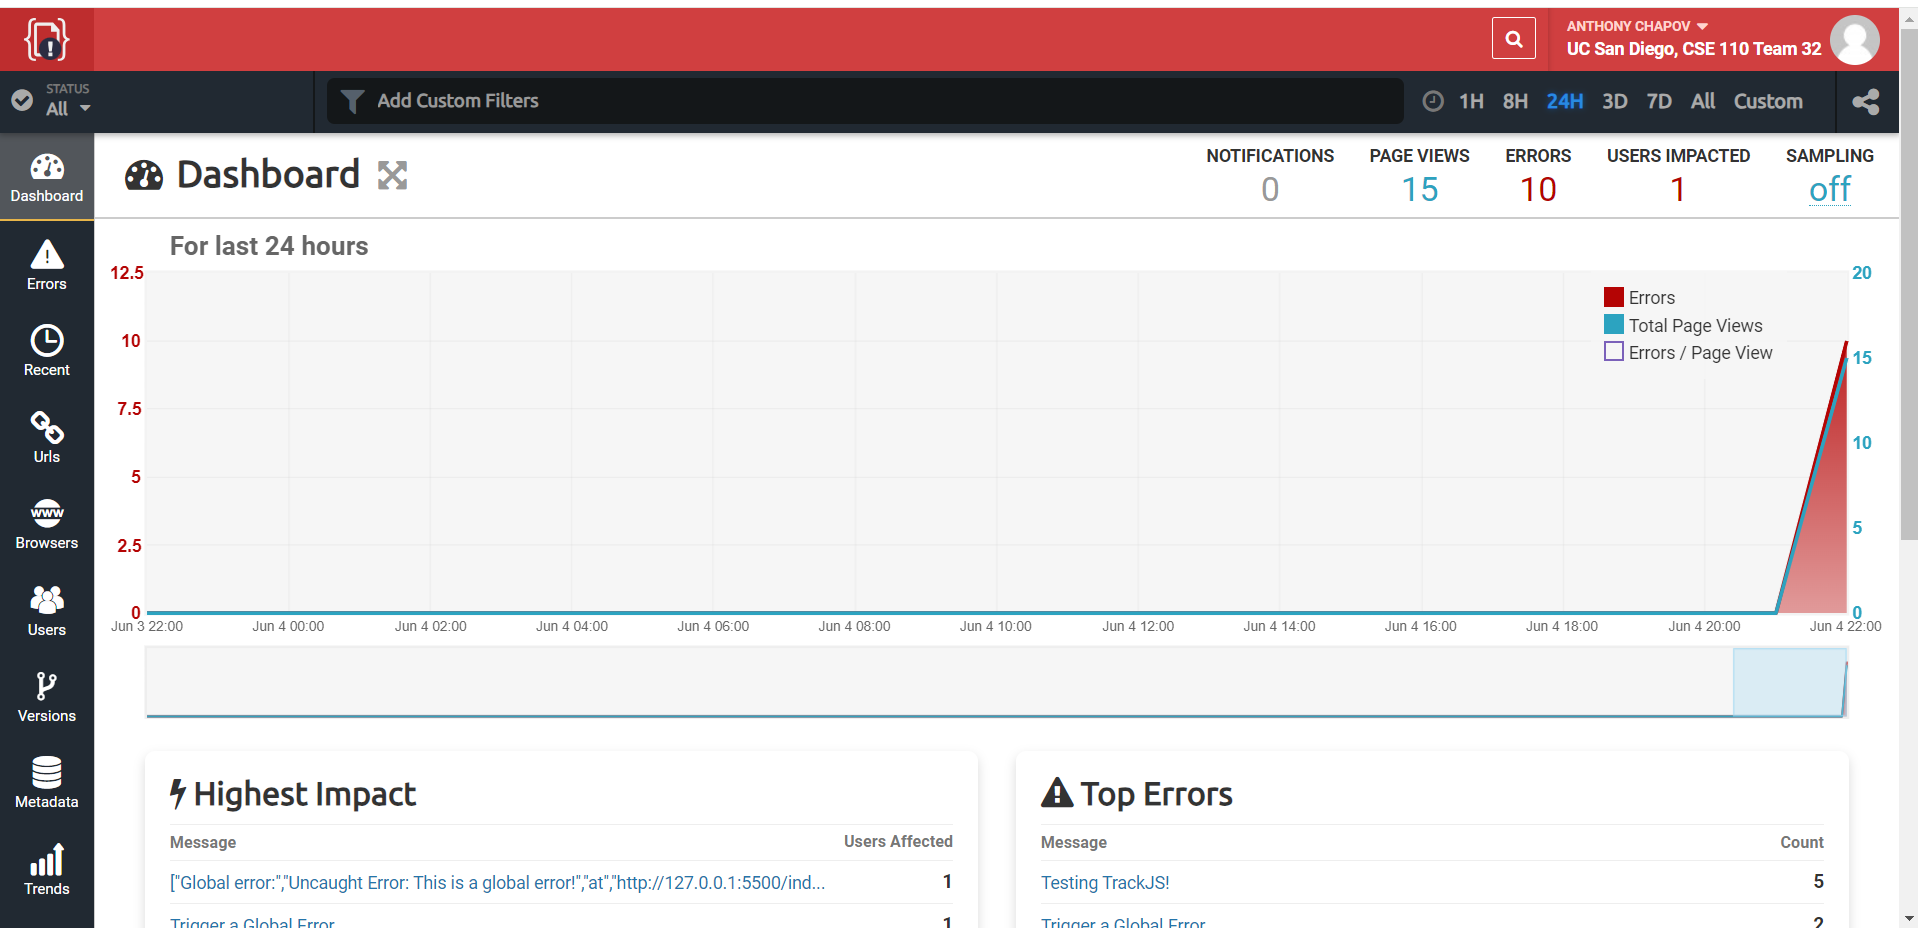 ANTHONY CHAPOV
UC San Diego, CSE 110 Team 32
STATUS
All
Add Custom Filters
1H 8H 24H 3D 7D All Custom
Dashboard
Errors
Recent
Urls
www
Browsers
Users
Versions
Metadata
Trends
Dashboard
NOTIFICATIONS
0
PAGE VIEWS
15
ERRORS
10
USERS IMPACTED
1
SAMPLING
off
For last 24 hours
12.5
10
7.5
5
2.5
0
20
15
10
5
0
Errors
Total Page Views
Errors / Page View
Jun 3 22:00 Jun 4 00:00 Jun 4 02:00 Jun 4 04:00 Jun 4 06:00 Jun 4 08:00 Jun 4 10:00 Jun 4 12:00 Jun 4 14:00 Jun 4 16:00 Jun 4 18:00 Jun 4 20:00 Jun 4 22:00
Highest Impact
Message Users Affected
["Global error:","Uncaught Error: This is a global error!","at","http://127.0.0.1:5500/ind... 1
Trigger a Global Error 1
Top Errors
Message Count
Testing TrackJS! 5
Trigger a Global Error 2